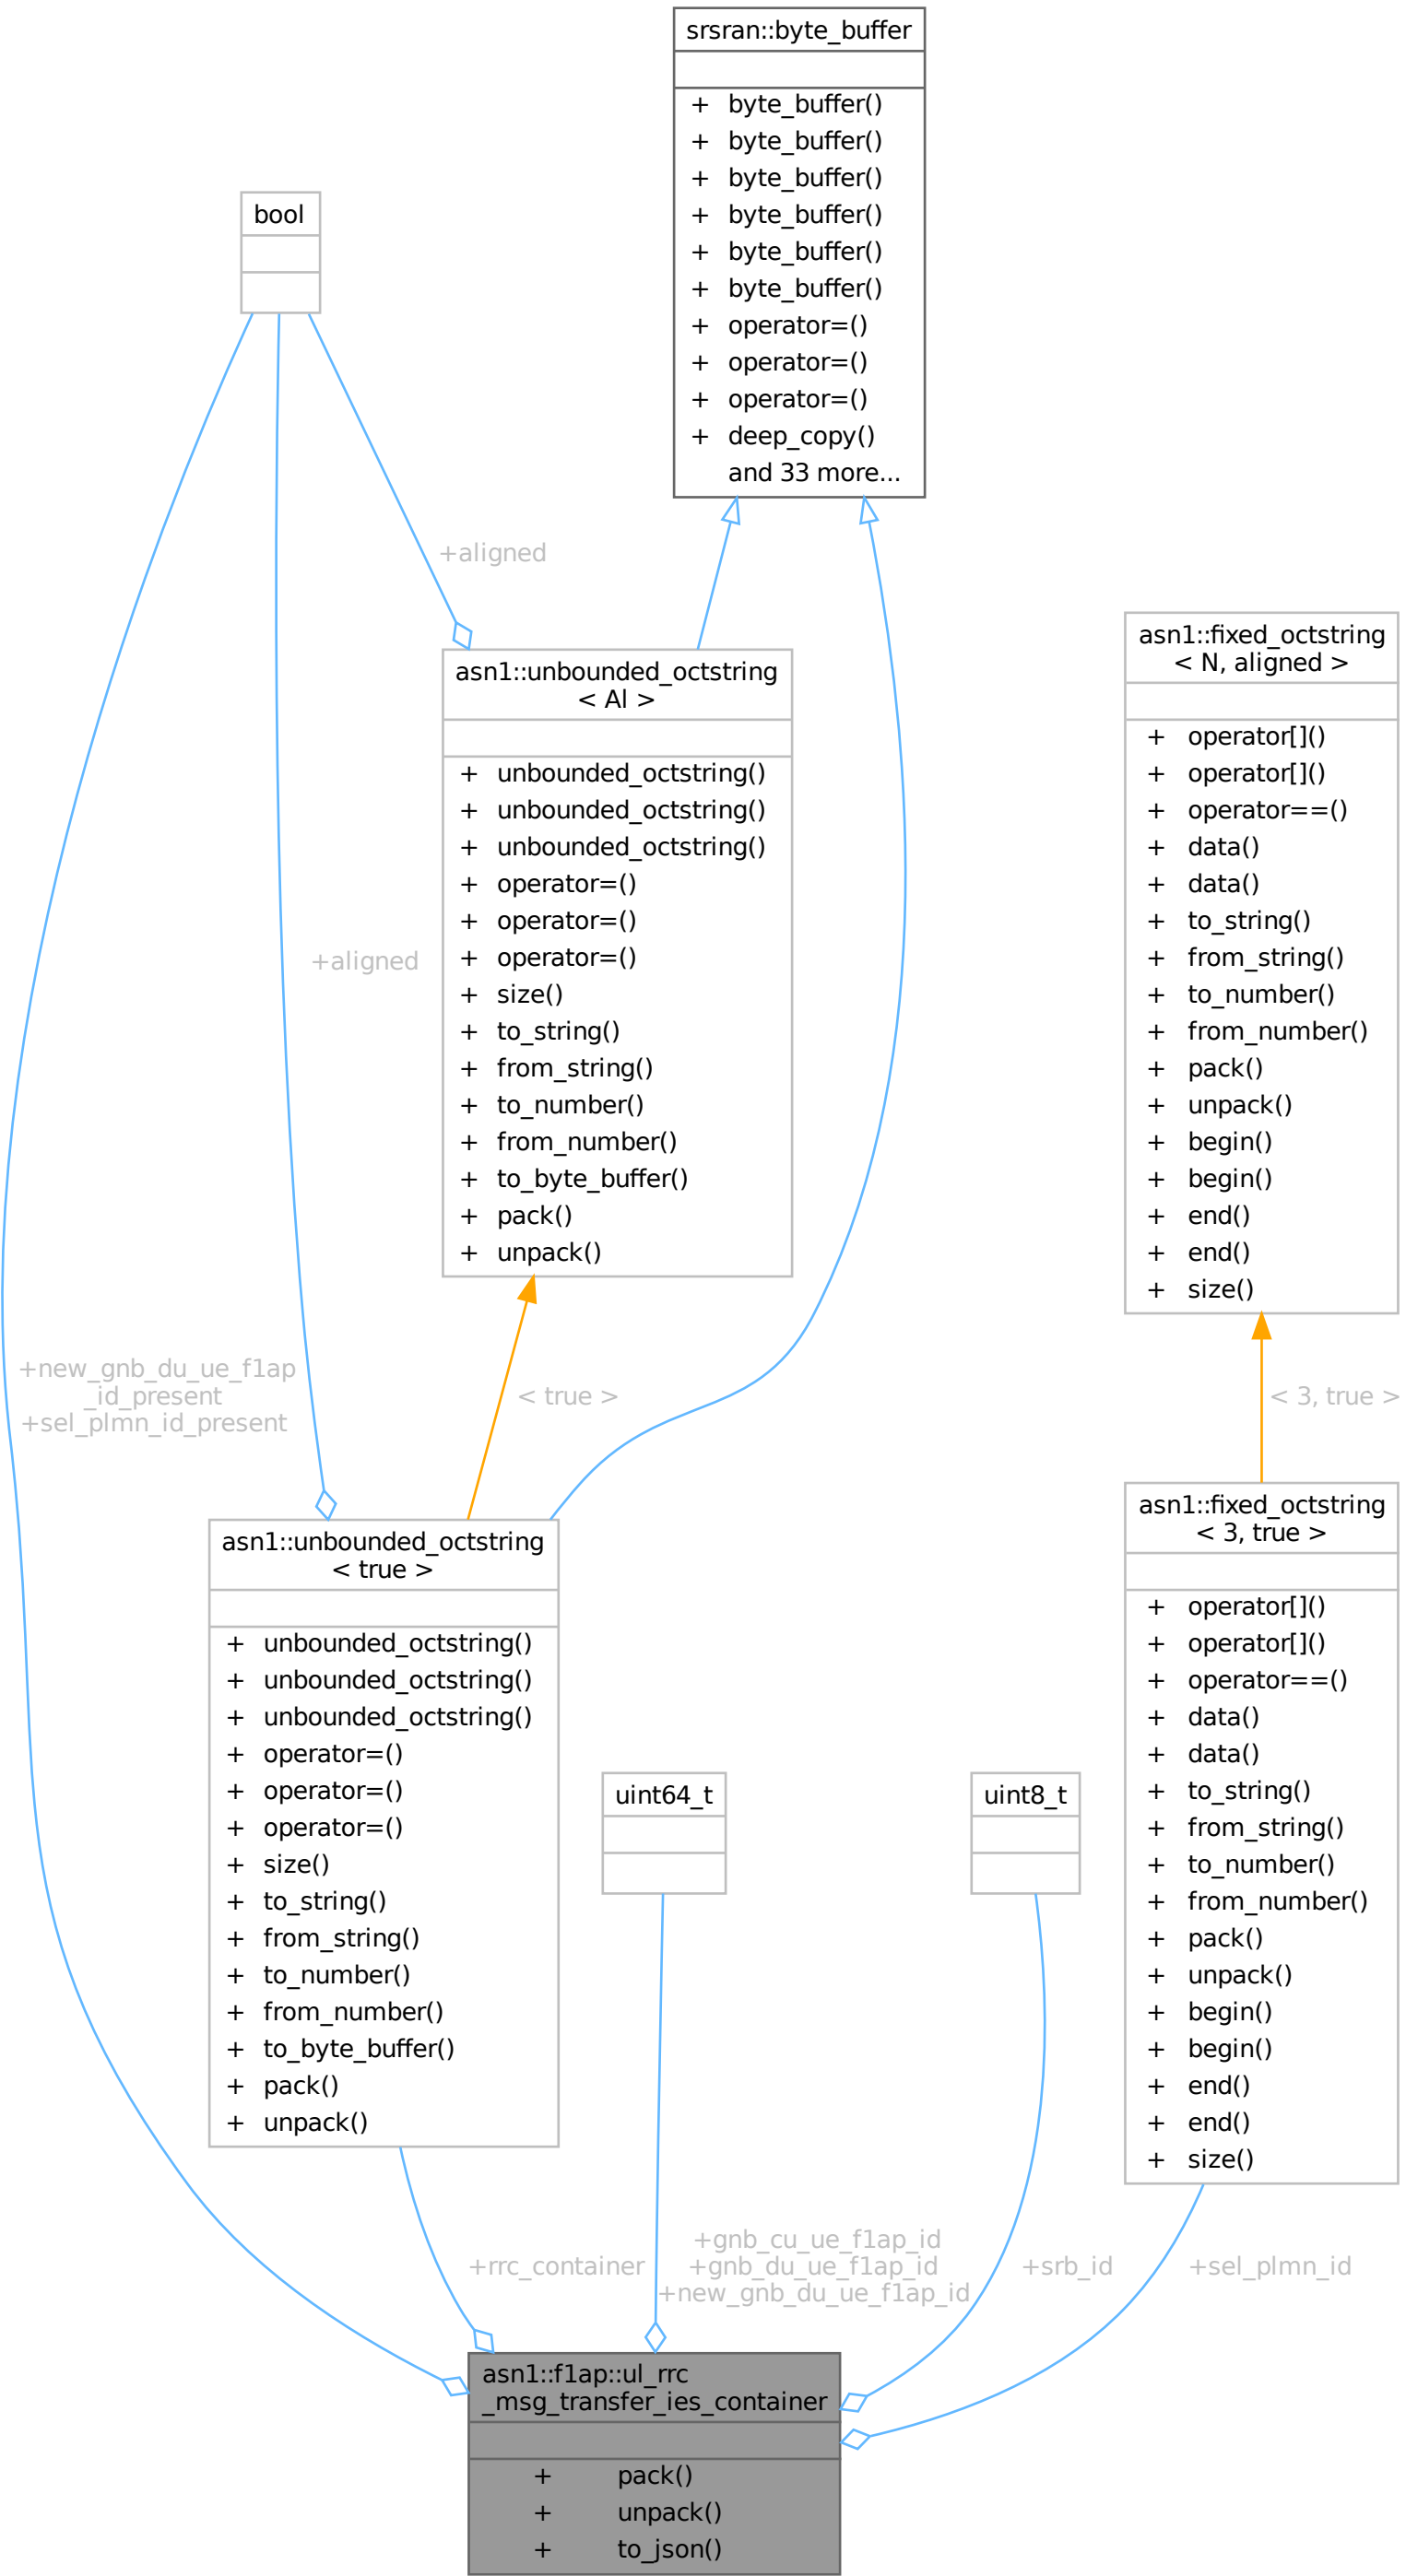 srsran::byte_buffer
+ byte_buffer()
+ byte_buffer()
+ byte_buffer()
+ byte_buffer()
+ byte_buffer()
+ byte_buffer()
+ operator=()
+ operator=()
+ operator=()
+ deep_copy()
and 33 more...
bool
+aligned
asn1::unbounded_octstring
< Al >
+ unbounded_octstring()
+ unbounded_octstring()
+ unbounded_octstring()
+ operator=()
+ operator=()
+ operator=()
+ size()
+ to_string()
+ from_string()
+ to_number()
+ from_number()
+ to_byte_buffer()
+ pack()
+ unpack()
asn1::fixed_octstring
< N, aligned >
+ operator[]()
+ operator[]()
+ operator==()
+ data()
+ data()
+ to_string()
+ from_string()
+ to_number()
+ from_number()
+ pack()
+ unpack()
+ begin()
+ begin()
+ end()
+ end()
+ size()
+aligned
+new_gnb_du_ue_f1ap
_id_present
+sel_plmn_id_present
< true >
< 3, true >
asn1::unbounded_octstring
< true >
+ unbounded_octstring()
+ unbounded_octstring()
+ unbounded_octstring()
+ operator=()
+ operator=()
+ operator=()
+ size()
+ to_string()
+ from_string()
+ to_number()
+ from_number()
+ to_byte_buffer()
+ pack()
+ unpack()
uint64_t
uint8_t
asn1::fixed_octstring
< 3, true >
+ operator[]()
+ operator[]()
+ operator==()
+ data()
+ data()
+ to_string()
+ from_string()
+ to_number()
+ from_number()
+ pack()
+ unpack()
+ begin()
+ begin()
+ end()
+ end()
+ size()
+rrc_container
+gnb_cu_ue_f1ap_id
+gnb_du_ue_f1ap_id
+new_gnb_du_ue_f1ap_id
+srb_id
+sel_plmn_id
asn1::f1ap::ul_rrc
_msg_transfer_ies_container
+ pack()
+ unpack()
+ to_json()